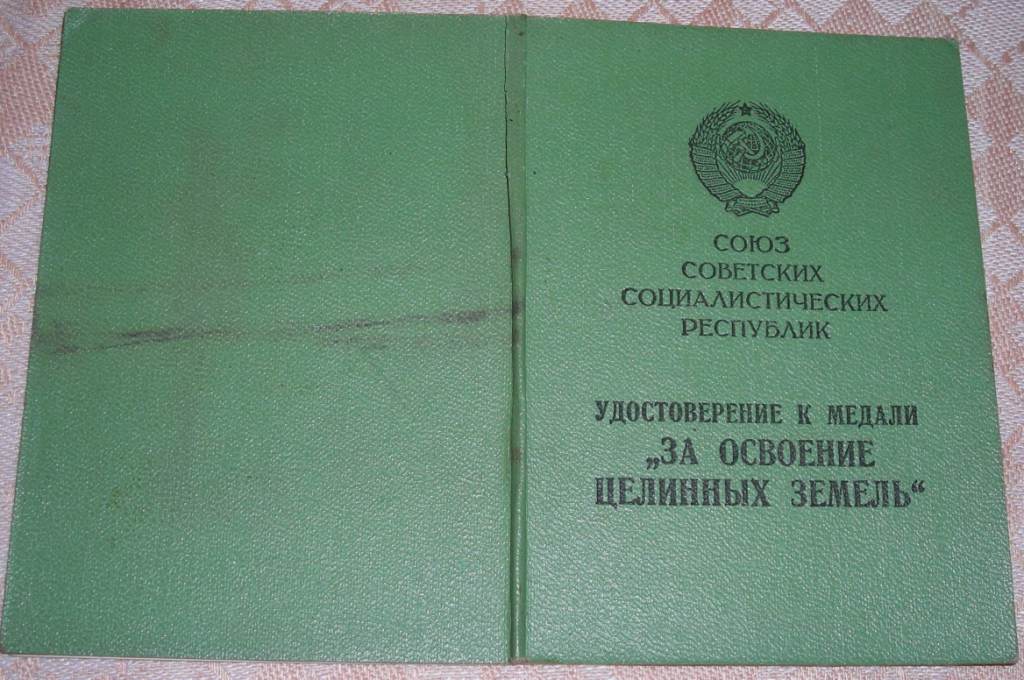 СОЮЗ
СОВЕТСКИХ
СОЦИАЛИСТИЧЕСКИХ
РЕСПУБЛИК
УДОСТОВЕРЕНИЕ К МЕДАЛИ
„ЗА ОСВОЕНИЕ
ЦЕЛИННЫХ ЗЕМЕЛЬ“